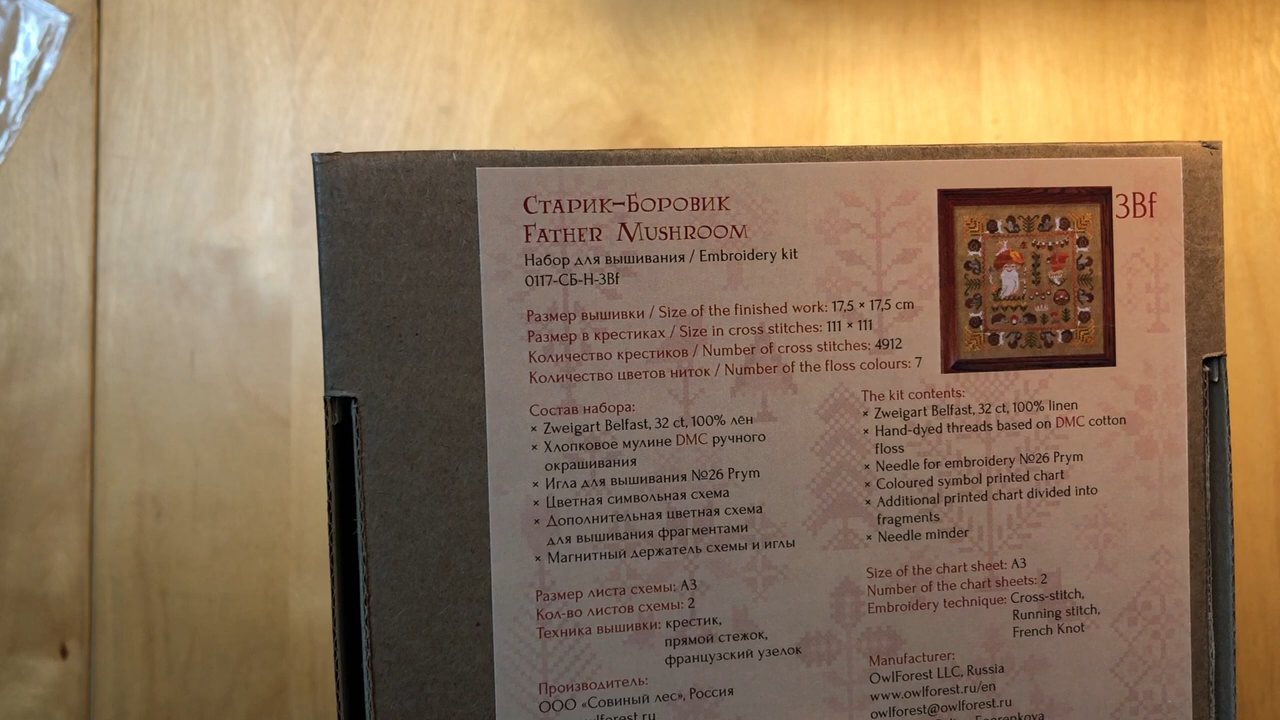 Старик-Боровик
Father Mushroom
Набор для вышивания / Embroidery kit
0117-СБ-Н-3Bf
3Bf
Размер вышивки / Size of the finished work: 17,5 × 17,5 cm
Размер в крестиках / Size in cross stitches: 111 × 111
Количество крестиков / Number of cross stitches: 4912
Количество цветов ниток / Number of the floss colours: 7
Состав набора:
× Zweigart Belfast, 32 ct, 100% лён
× Хлопковое мулине DMC ручного
окрашивания
× Игла для вышивания №26 Prym
× Цветная символьная схема
× Дополнительная цветная схема
для вышивания фрагментами
× Магнитный держатель схемы и иглы
Размер листа схемы: А3
Кол-во листов схемы: 2
Техника вышивки: крестик,
прямой стежок,
французский узелок
Производитель:
ООО «Совиный лес», Россия
The kit contents:
× Zweigart Belfast, 32 ct, 100% linen
× Hand-dyed threads based on DMC cotton
floss
× Needle for embroidery №26 Prym
× Coloured symbol printed chart
× Additional printed chart divided into
fragments
× Needle minder
Size of the chart sheet: A3
Number of the chart sheets: 2
Embroidery technique: Cross-stitch,
Running stitch,
French Knot
Manufacturer:
OwlForest LLC, Russia
www.owlforest.ru/en
owlforest@owlforest.ru